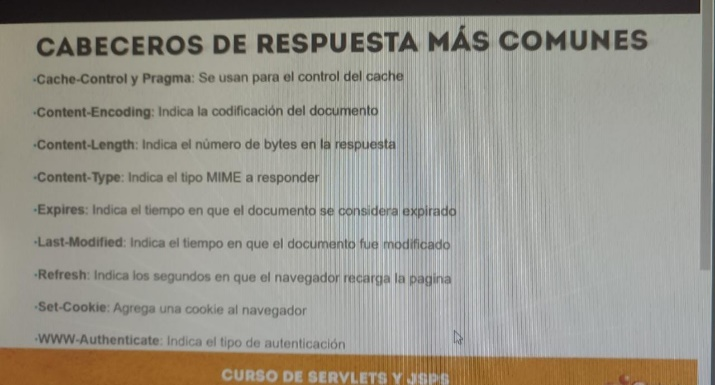 CABECEROS DE RESPUESTA MÁS COMUNES
·Cache-Control y Pragma: Se usan para el control del cache
·Content-Encoding: Indica la codificación del documento
·Content-Length: Indica el número de bytes en la respuesta
·Content-Type: Indica el tipo MIME a responder
·Expires: Indica el tiempo en que el documento se considera expirado
·Last-Modified: Indica el tiempo en que el documento fue modificado
·Refresh: Indica los segundos en que el navegador recarga la pagina
·Set-Cookie: Agrega una cookie al navegador
·WWW-Authenticate: Indica el tipo de autenticación
CURSO DE SERVLETS Y JSPS